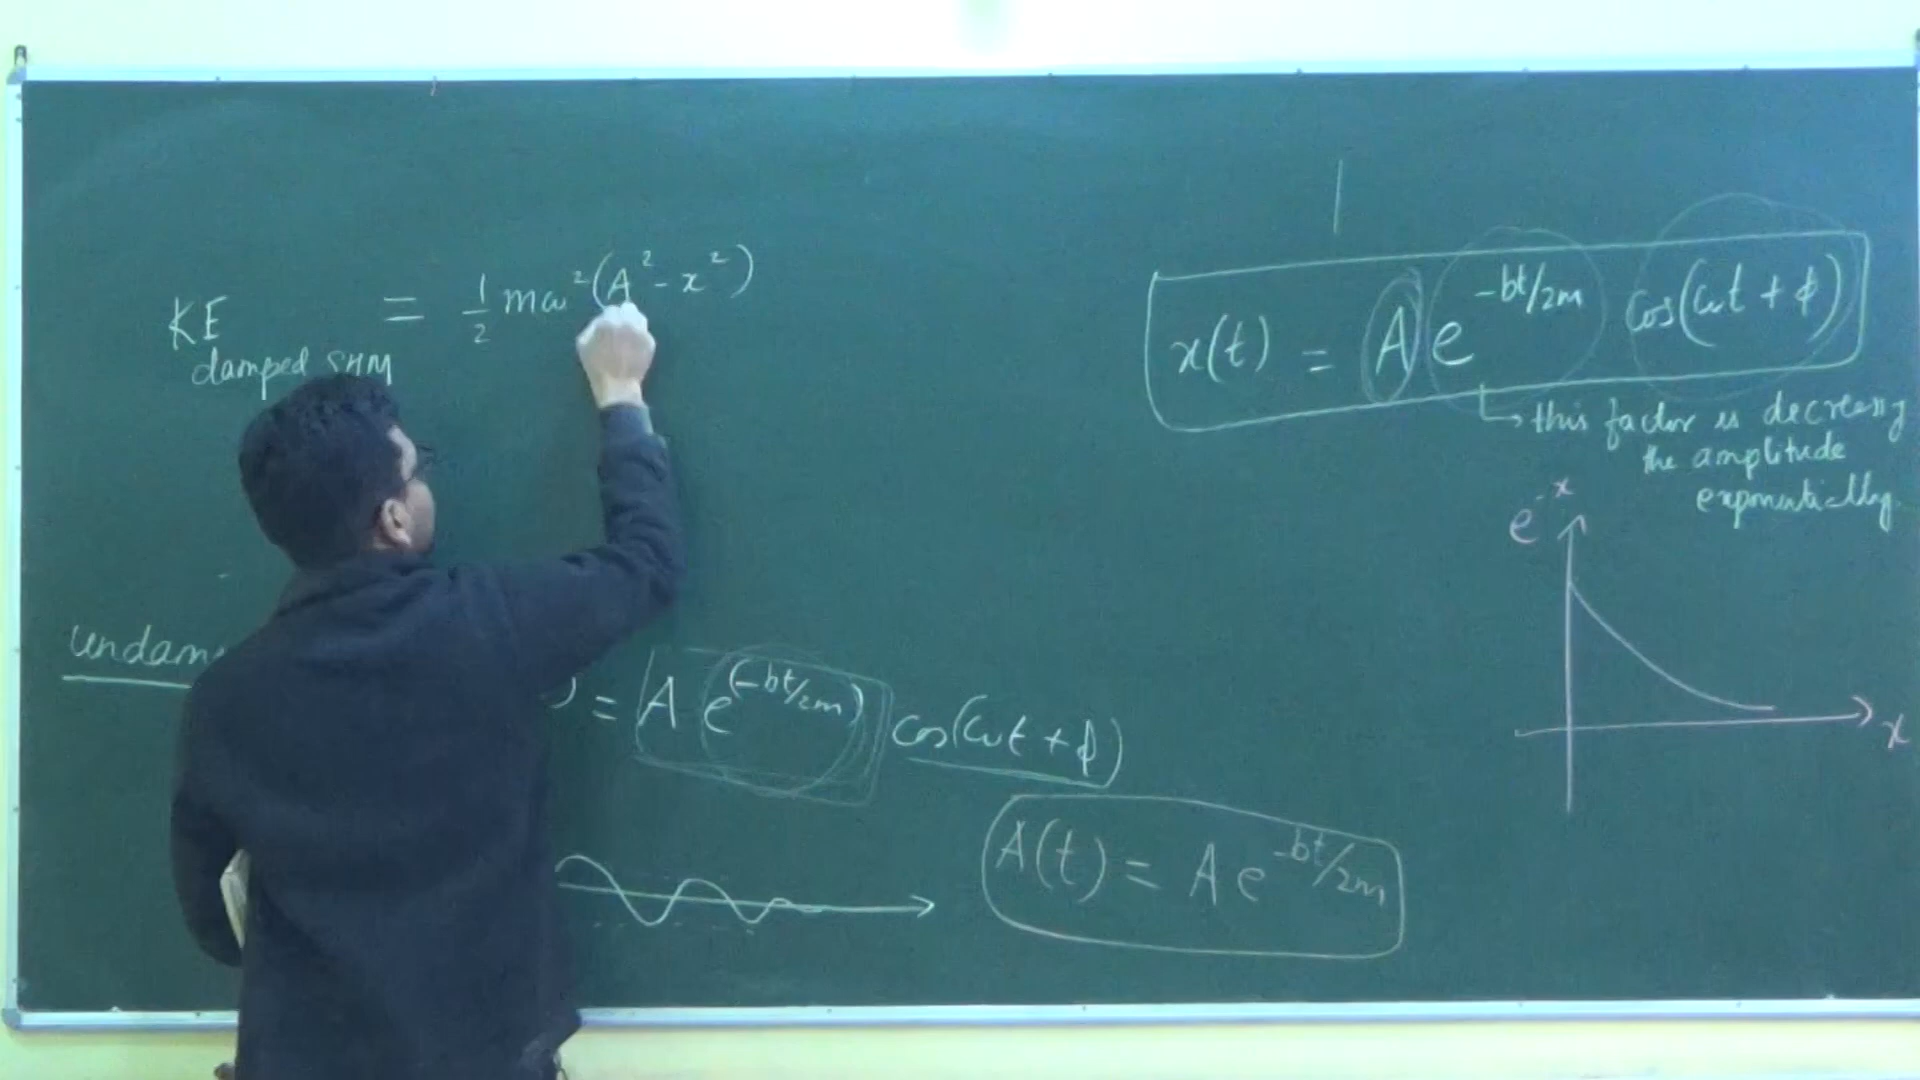 KE damped SHM = 1/2 mω²(A² - x²)
x(t) = A e^{-bt/2m} cos(ωt + φ)
↳ this factor is decreasing
the amplitude
exponentially.
e^{-x}
x
undam
) = A e^{(-bt/2m)} cos(ωt + φ)
A(t) = A e^{-bt/2m}